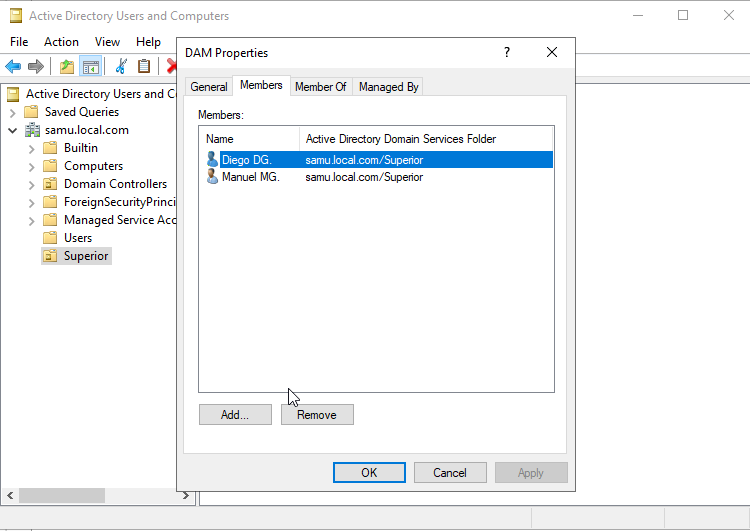 Active Directory Users and Computers
File Action View Help
DAM Properties
?
General Members Member Of Managed By
Members:
Name Active Directory Domain Services Folder
Diego DG. samu.local.com/Superior
Manuel MG. samu.local.com/Superior
Add... Remove
OK Cancel Apply
Active Directory Users and C
Saved Queries
samu.local.com
Builtin
Computers
Domain Controllers
ForeignSecurityPrinci
Managed Service Acc
Users
Superior